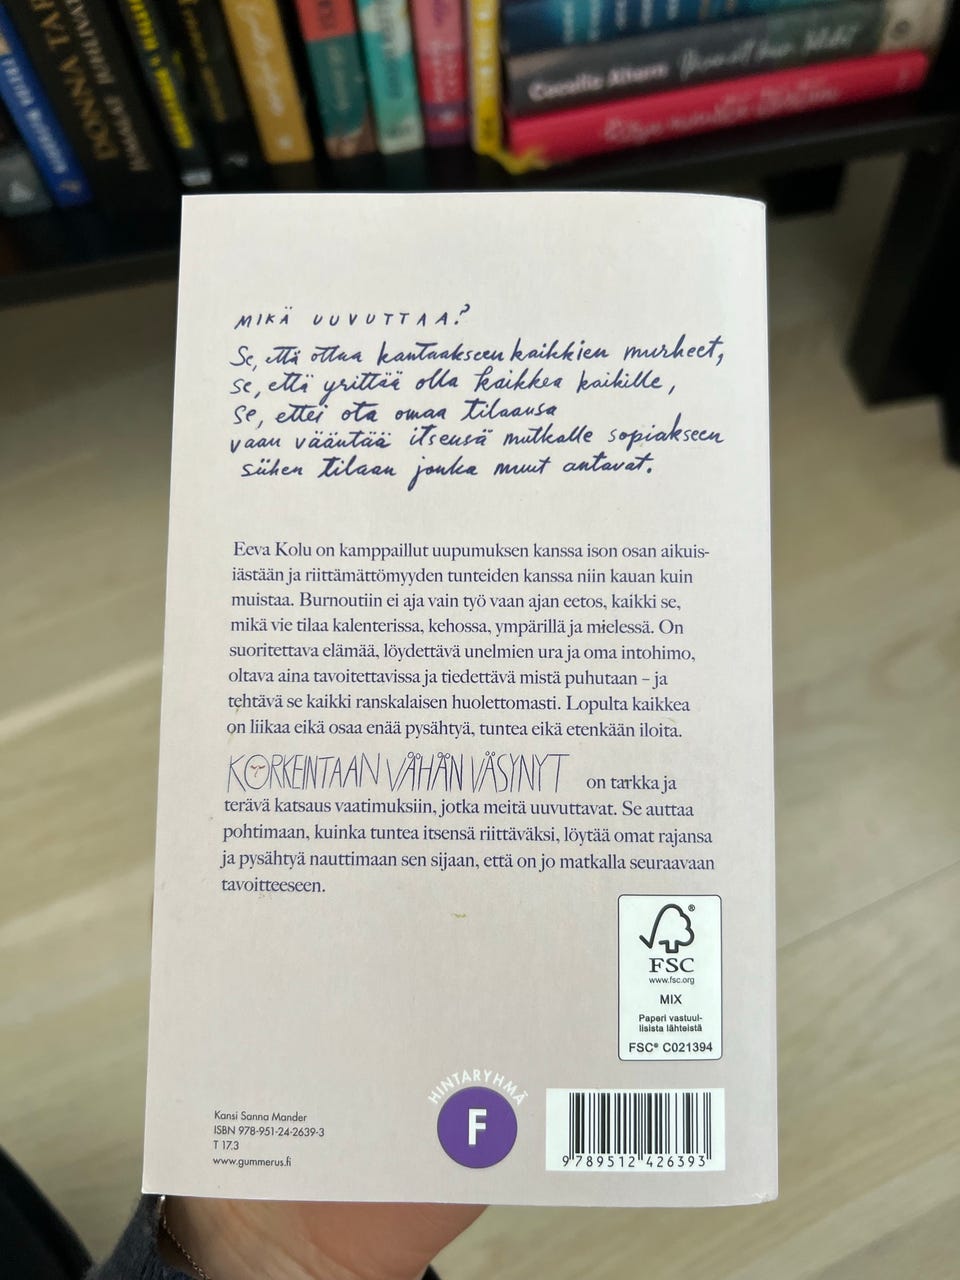 DONNA
Cecelia Ahern
MIKÄ UUVUTTAA?
Se, että ottaa kantaakseen kaikkien murheet,
se, että yrittää olla kaikkea kaikille,
se, ettei ota omaa tilaansa
vaan vääntää itsensä mutkalle sopiakseen
siihen tilaan jonka muut antavat.
Eeva Kolu on kamppaillut uupumuksen kanssa ison osan aikuis-
iästään ja riittämättömyyden tunteiden kanssa niin kauan kuin
muistaa. Burnoutiin ei aja vain työ vaan ajan eetos, kaikki se,
mikä vie tilaa kalenterissa, kehossa, ympärillä ja mielessä. On
suoritettava elämää, löydettävä unelmien ura ja oma intohimo,
oltava aina tavoitettavissa ja tiedettävä mistä puhutaan – ja
tehtävä se kaikki ranskalaisen huolettomasti. Lopulta kaikkea
on liikaa eikä osaa enää pysähtyä, tuntea eikä etenkään iloita.
KORKEINTAAN VÄHÄN VÄSYNYT on tarkka ja
terävä katsaus vaatimuksiin, jotka meitä uuvuttavat. Se auttaa
pohtimaan, kuinka tuntea itsensä riittäväksi, löytää omat rajansa
ja pysähtyä nauttimaan sen sijaan, että on jo matkalla seuraavaan
tavoitteeseen.
®
FSC
www.fsc.org
MIX
Paperi vastuul-
lisista lähteistä
FSC® C021394
Kansi Sanna Mander
ISBN 978-951-24-2639-3
T 17.3
www.gummerus.fi
HINTARYHMÄ
F
9 789512 426393